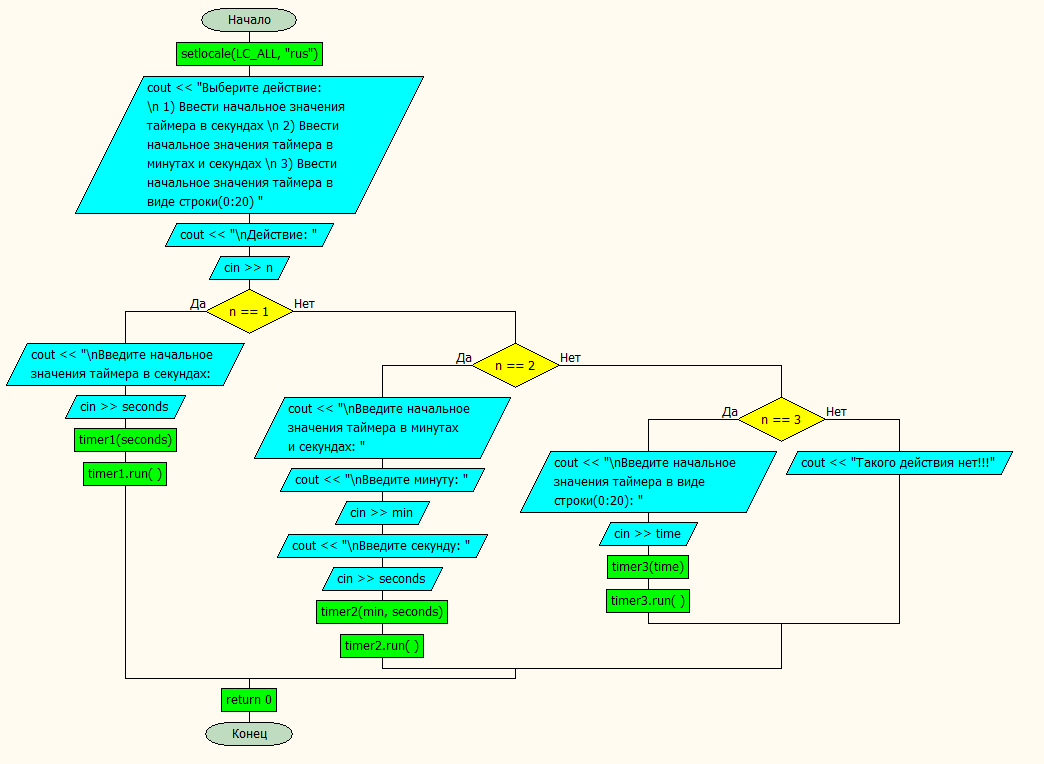 Начало
setlocale(LC_ALL, "rus")
cout << "Выберите действие:
\n 1) Ввести начальное значения
таймера в секундах \n 2) Ввести
начальное значения таймера в
минутах и секундах \n 3) Ввести
начальное значения таймера в
виде строки(0:20) "
cout << "\nДействие: "
cin >> n
Да
n == 1
Нет
cout << "\nВведите начальное
значения таймера в секундах:
cin >> seconds
timer1(seconds)
timer1.run( )
Да
n == 2
Нет
cout << "\nВведите начальное
значения таймера в минутах
и секундах: "
cout << "\nВведите минуту: "
cin >> min
cout << "\nВведите секунду: "
cin >> seconds
timer2(min, seconds)
timer2.run( )
Да
n == 3
Нет
cout << "\nВведите начальное
значения таймера в виде
строки(0:20): "
cin >> time
timer3(time)
timer3.run( )
cout << "Такого действия нет!!!"
return 0
Конец